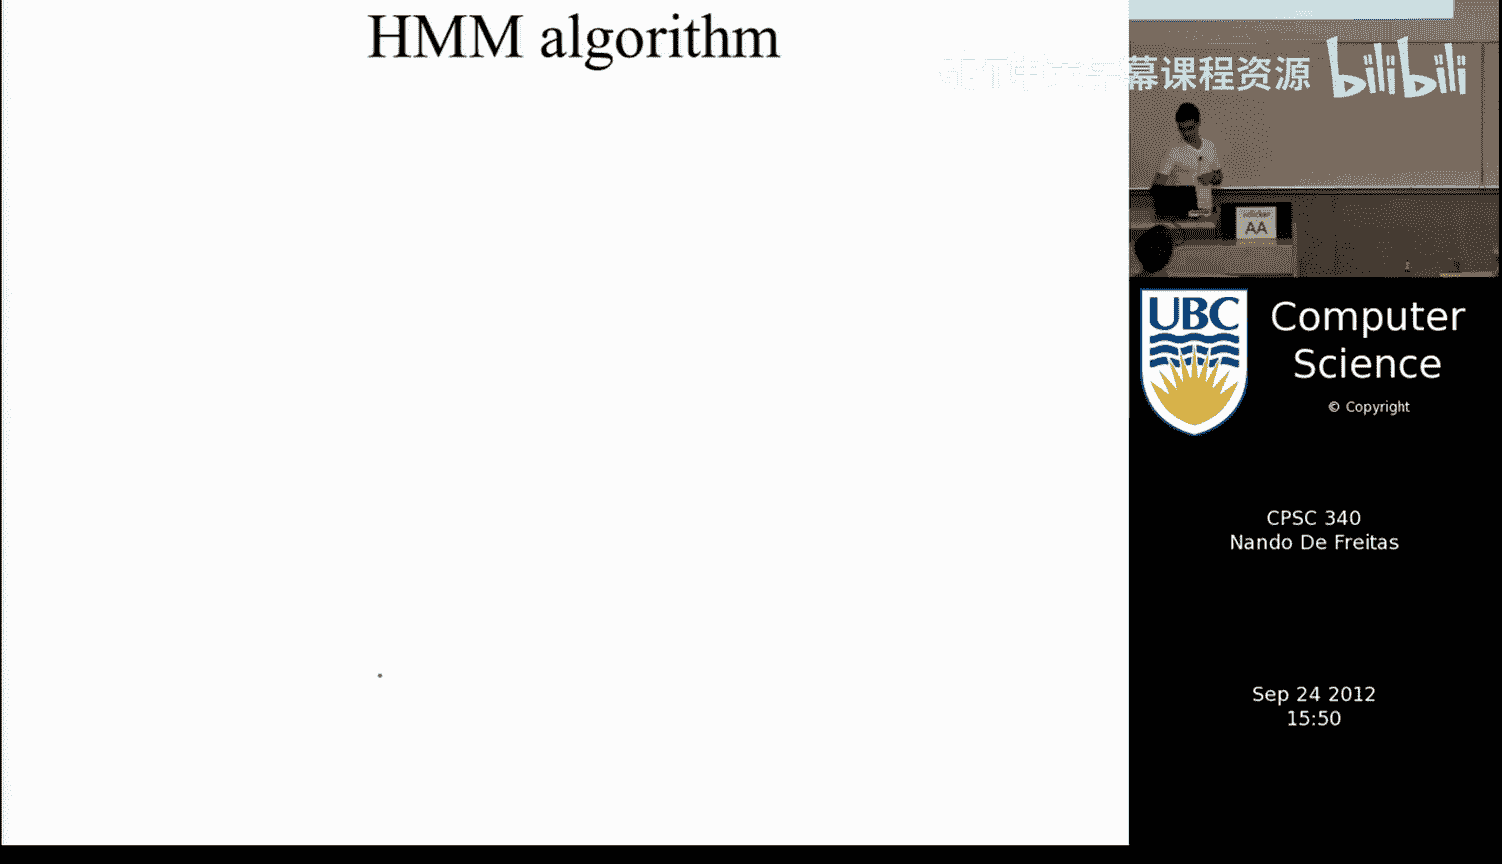 HMM algorithm
幕课程资源 bilibili
AA
UBC
Computer
Science
© Copyright
CPSC 340
Nando De Freitas
Sep 24 2012
15:50